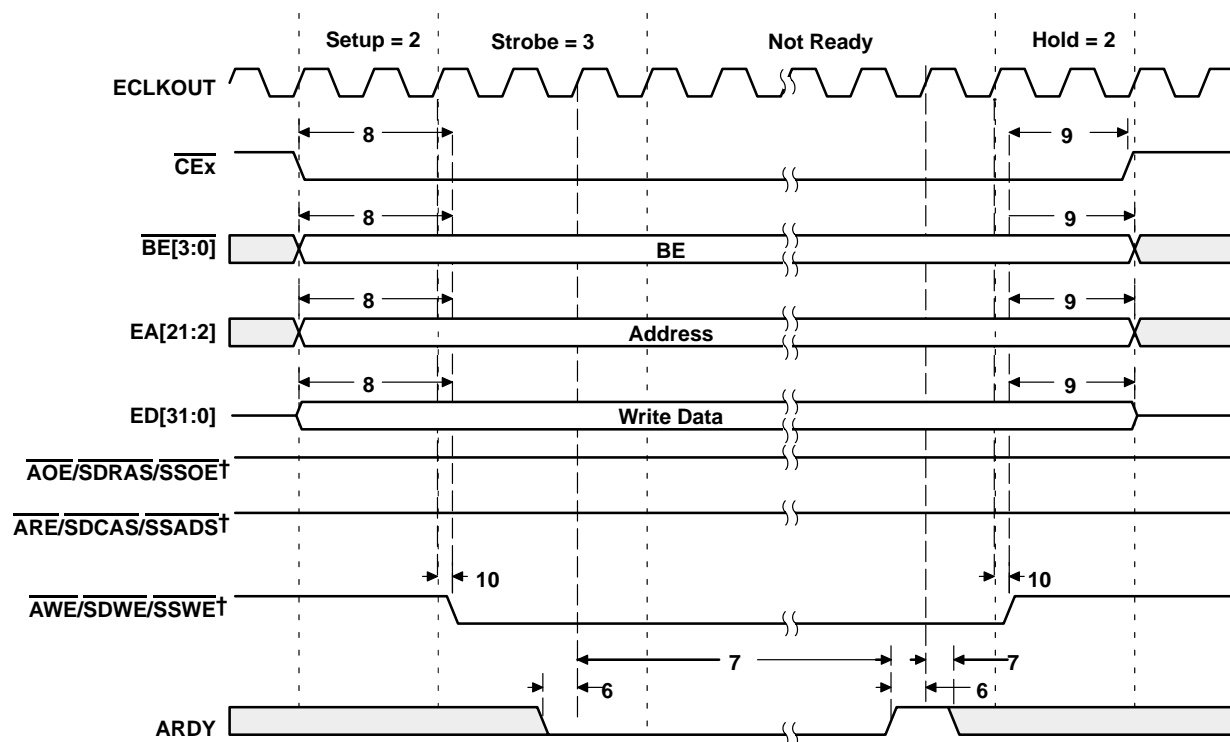 Setup = 2 Strobe = 3 Not Ready Hold = 2
ECLKOUT
8 9
CEx
8 9
BE[3:0] BE
8 9
EA[21:2] Address
8 9
ED[31:0] Write Data
AOE/SDRAS/SSOE†
ARE/SDCAS/SSADS†
10 10
AWE/SDWE/SSWE†
7 7
6 6
ARDY